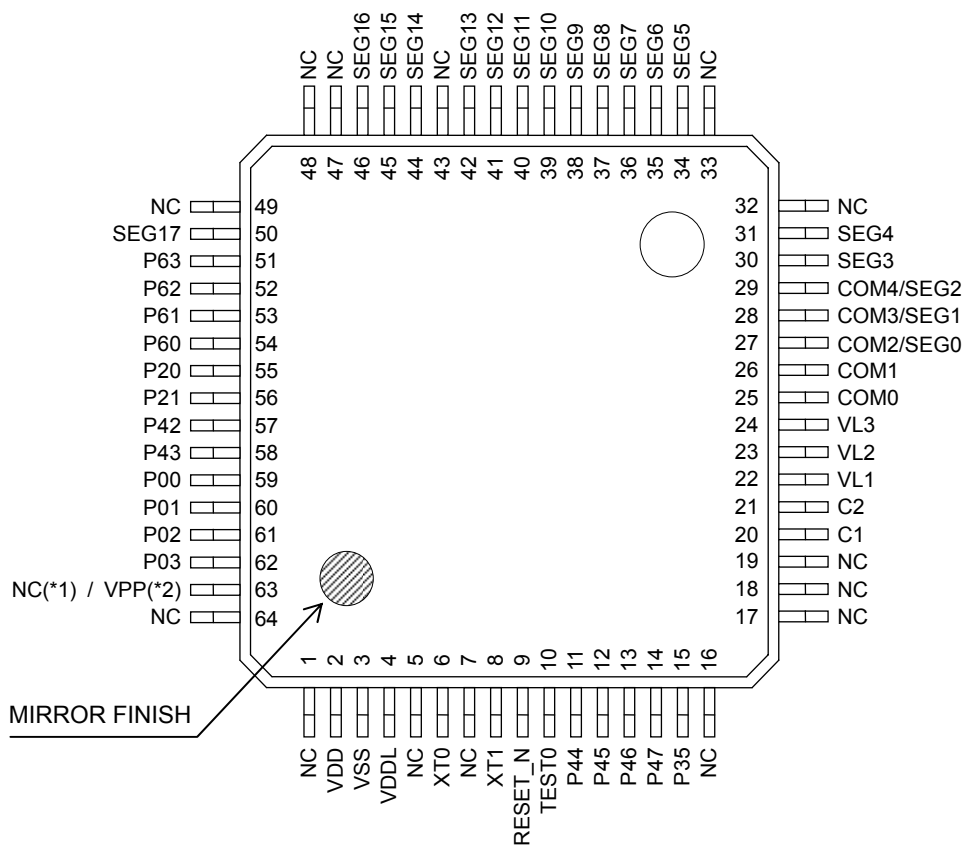 NC NC SEG16 SEG15 SEG14 NC SEG13 SEG12 SEG11 SEG10 SEG9 SEG8 SEG7 SEG6 SEG5 NC
48 47 46 45 44 43 42 41 40 39 38 37 36 35 34 33
NC 49 32 NC
SEG17 50 31 SEG4
P63 51 30 SEG3
P62 52 29 COM4/SEG2
P61 53 28 COM3/SEG1
P60 54 27 COM2/SEG0
P20 55 26 COM1
P21 56 25 COM0
P42 57 24 VL3
P43 58 23 VL2
P00 59 22 VL1
P01 60 21 C2
P02 61 20 C1
P03 62 19 NC
NC(*1) / VPP(*2) 63 18 NC
NC 64 17 NC
1 2 3 4 5 6 7 8 9 10 11 12 13 14 15 16
MIRROR FINISH
NC VDD VSS VDDL NC XT0 NC XT1 RESET_N TEST0 P44 P45 P46 P47 P35 NC